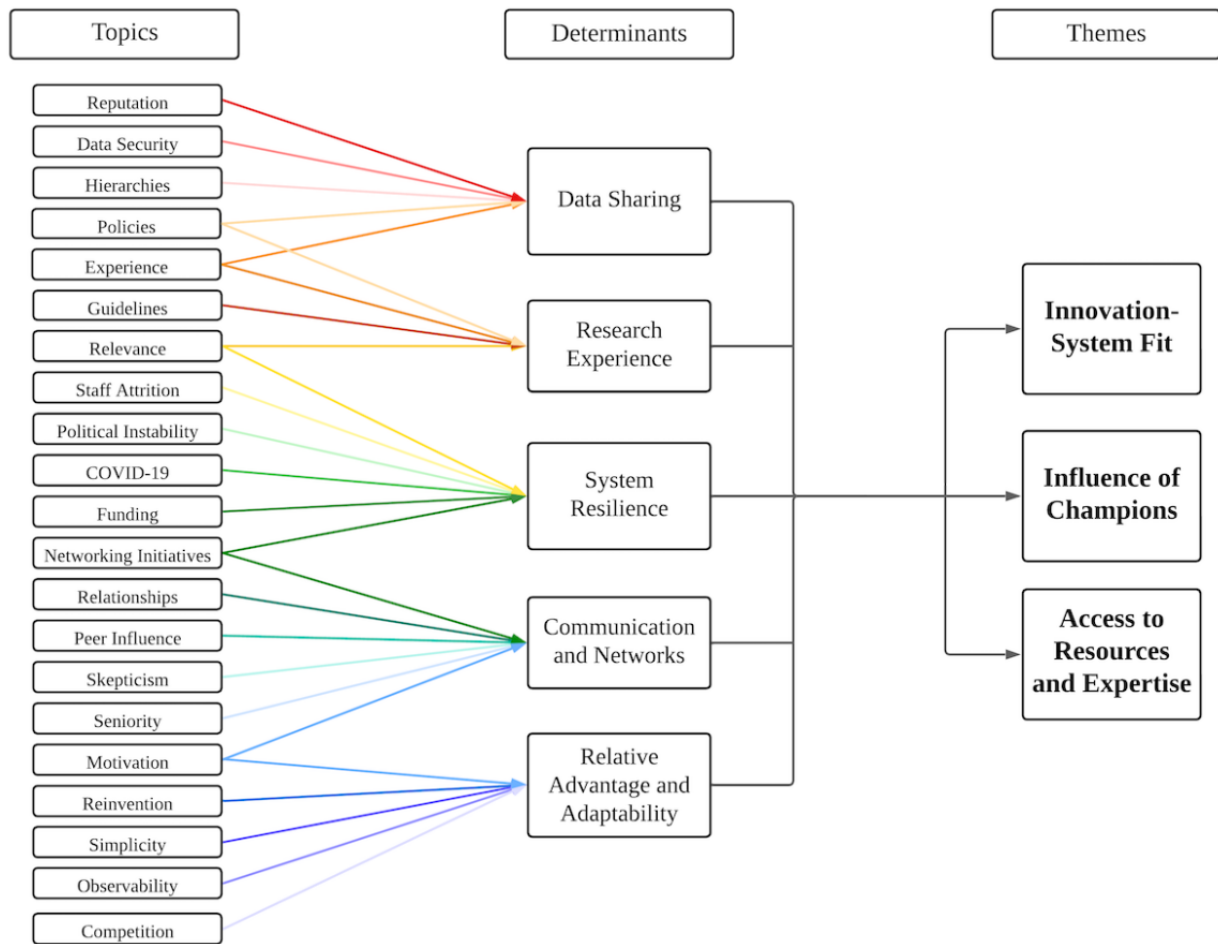 Topics
Determinants
Themes
Reputation
Data Security
Hierarchies
Policies
Experience
Guidelines
Relevance
Staff Attrition
Political Instability
COVID-19
Funding
Networking Initiatives
Relationships
Peer Influence
Skepticism
Seniority
Motivation
Reinvention
Simplicity
Observability
Competition
Data Sharing
Research
Experience
System
Resilience
Communication
and Networks
Relative
Advantage and
Adaptability
Innovation-
System Fit
Influence of
Champions
Access to
Resources
and Expertise